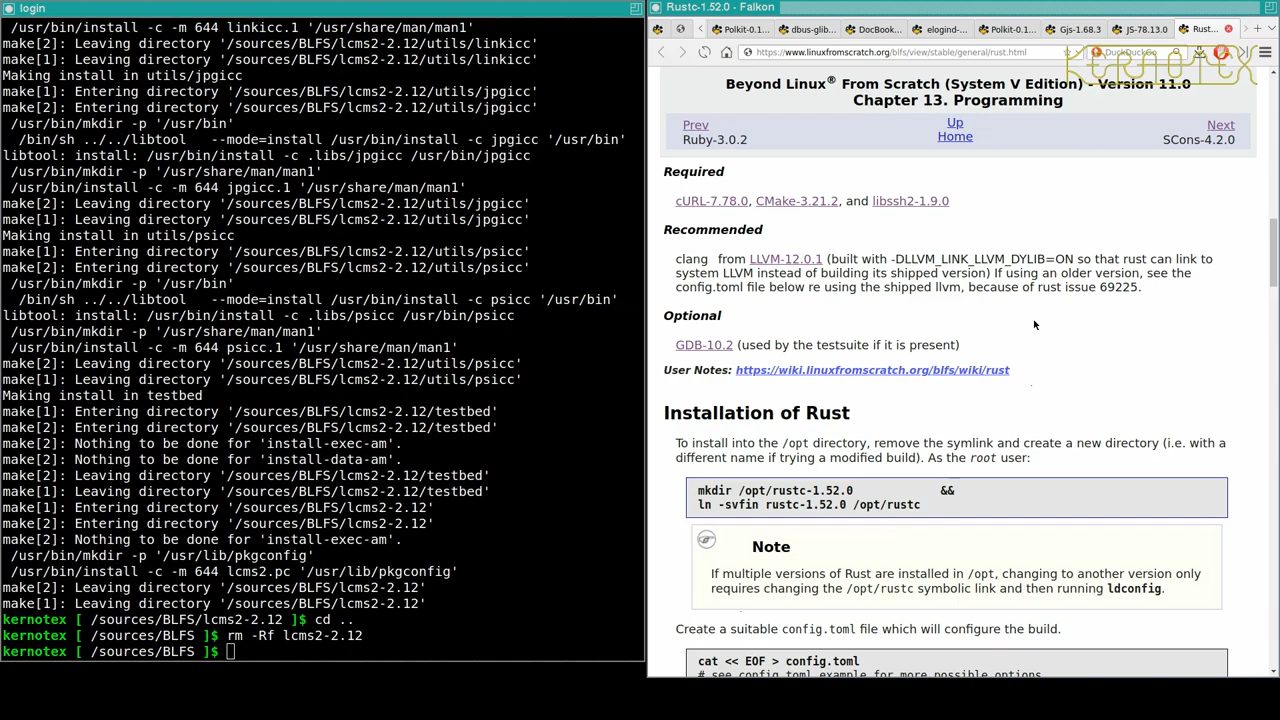 login
/usr/bin/install -c -m 644 linkicc.1 '/usr/share/man/man1'
make[2]: Leaving directory '/sources/BLFS/lcms2-2.12/utils/linkicc'
make[1]: Leaving directory '/sources/BLFS/lcms2-2.12/utils/linkicc'
Making install in utils/jpgicc
make[1]: Entering directory '/sources/BLFS/lcms2-2.12/utils/jpgicc'
make[2]: Entering directory '/sources/BLFS/lcms2-2.12/utils/jpgicc'
/usr/bin/mkdir -p '/usr/bin'
/bin/sh ../../libtool   --mode=install /usr/bin/install -c jpgicc '/usr/bin'
libtool: install: /usr/bin/install -c .libs/jpgicc /usr/bin/jpgicc
/usr/bin/mkdir -p '/usr/share/man/man1'
/usr/bin/install -c -m 644 jpgicc.1 '/usr/share/man/man1'
make[2]: Leaving directory '/sources/BLFS/lcms2-2.12/utils/jpgicc'
make[1]: Leaving directory '/sources/BLFS/lcms2-2.12/utils/jpgicc'
Making install in utils/psicc
make[1]: Entering directory '/sources/BLFS/lcms2-2.12/utils/psicc'
make[2]: Entering directory '/sources/BLFS/lcms2-2.12/utils/psicc'
/usr/bin/mkdir -p '/usr/bin'
/bin/sh ../../libtool   --mode=install /usr/bin/install -c psicc '/usr/bin'
libtool: install: /usr/bin/install -c .libs/psicc /usr/bin/psicc
/usr/bin/mkdir -p '/usr/share/man/man1'
/usr/bin/install -c -m 644 psicc.1 '/usr/share/man/man1'
make[2]: Leaving directory '/sources/BLFS/lcms2-2.12/utils/psicc'
make[1]: Leaving directory '/sources/BLFS/lcms2-2.12/utils/psicc'
Making install in testbed
make[1]: Entering directory '/sources/BLFS/lcms2-2.12/testbed'
make[2]: Entering directory '/sources/BLFS/lcms2-2.12/testbed'
make[2]: Nothing to be done for 'install-exec-am'.
make[2]: Nothing to be done for 'install-data-am'.
make[2]: Leaving directory '/sources/BLFS/lcms2-2.12/testbed'
make[1]: Leaving directory '/sources/BLFS/lcms2-2.12/testbed'
make[1]: Entering directory '/sources/BLFS/lcms2-2.12'
make[2]: Entering directory '/sources/BLFS/lcms2-2.12'
make[2]: Nothing to be done for 'install-exec-am'.
/usr/bin/mkdir -p '/usr/lib/pkgconfig'
/usr/bin/install -c -m 644 lcms2.pc '/usr/lib/pkgconfig'
make[2]: Leaving directory '/sources/BLFS/lcms2-2.12'
make[1]: Leaving directory '/sources/BLFS/lcms2-2.12'
kernotex [ /sources/BLFS/lcms2-2.12 ]$ cd ..
kernotex [ /sources/BLFS ]$ rm -Rf lcms2-2.12
kernotex [ /sources/BLFS ]$
Rustc-1.52.0 - Falkon
Polkit-0.1... dbus-glib... DocBook... elogind-... Polkit-0.1... Gjs-1.68.3 JS-78.13.0 Rust...
https://www.linuxfromscratch.org/blfs/view/stable/general/rust.html DuckDuckGo
KERNOTEX
Beyond Linux® From Scratch (System V Edition) - Version 11.0
Chapter 13. Programming
Prev Up Next
Ruby-3.0.2 Home SCons-4.2.0
Required
cURL-7.78.0, CMake-3.21.2, and libssh2-1.9.0
Recommended
clang from LLVM-12.0.1 (built with -DLLVM_LINK_LLVM_DYLIB=ON so that rust can link to
system LLVM instead of building its shipped version) If using an older version, see the
config.toml file below re using the shipped llvm, because of rust issue 69225.
Optional
GDB-10.2 (used by the testsuite if it is present)
User Notes: https://wiki.linuxfromscratch.org/blfs/wiki/rust
Installation of Rust
To install into the /opt directory, remove the symlink and create a new directory (i.e. with a
different name if trying a modified build). As the root user:
mkdir /opt/rustc-1.52.0             &&
ln -svfin rustc-1.52.0 /opt/rustc
Note
If multiple versions of Rust are installed in /opt, changing to another version only
requires changing the /opt/rustc symbolic link and then running ldconfig.
Create a suitable config.toml file which will configure the build.
cat << EOF > config.toml
# see config.toml.example for more possible options